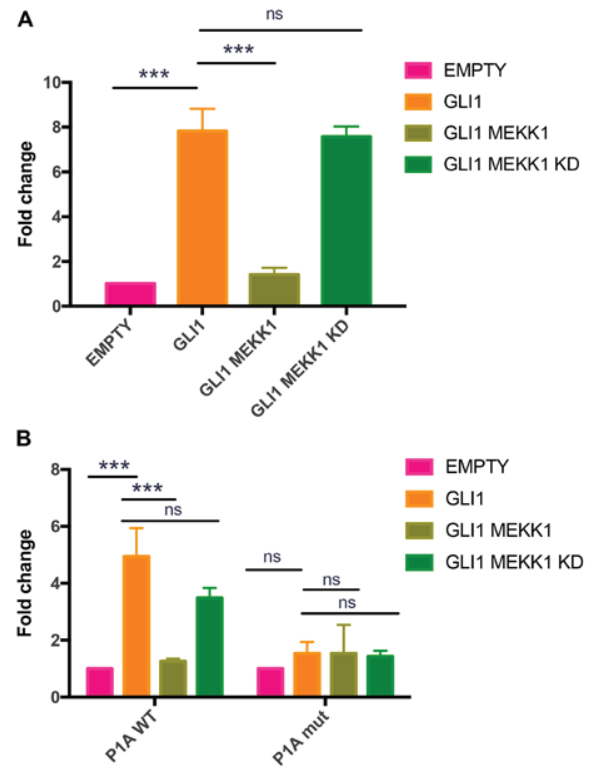 A
ns
***
***
10
8
6
4
2
0
Fold change
EMPTY
GLI1
GLI1 MEKK1
GLI1 MEKK1 KD
EMPTY
GLI1
GLI1 MEKK1
GLI1 MEKK1 KD
B
***
***
ns
ns
ns
ns
8
6
4
2
0
Fold change
P1A WT
P1A mut
EMPTY
GLI1
GLI1 MEKK1
GLI1 MEKK1 KD